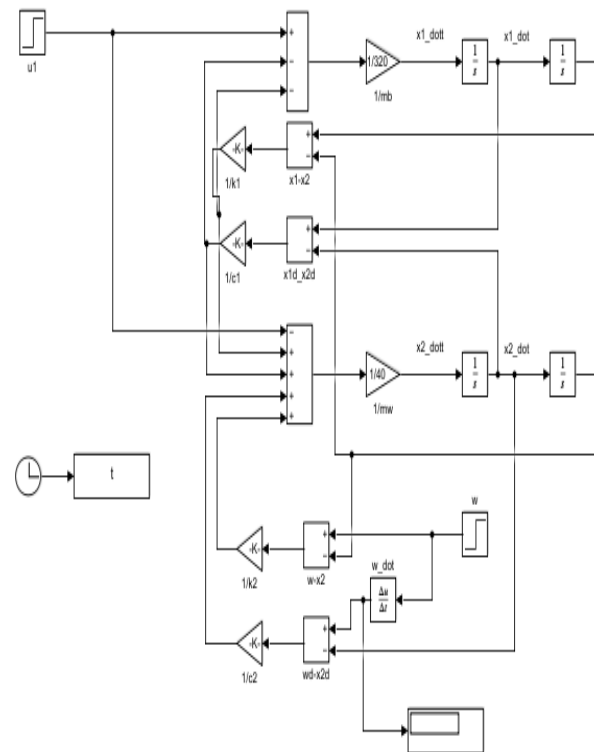 x1_dott
x1_dot
u1
+
−
−
1/320
1
s
1
s
1/mb
-K-
+
−
1/k1
x1-x2
-K-
+
−
1/c1
x1d_x2d
−
+
+
+
+
x2_dott
x2_dot
1/40
1
s
1
s
1/mw
t
w
-K-
+
−
1/k2
w-x2
w_dot
Δu
Δt
-K-
+
−
1/c2
wd-x2d